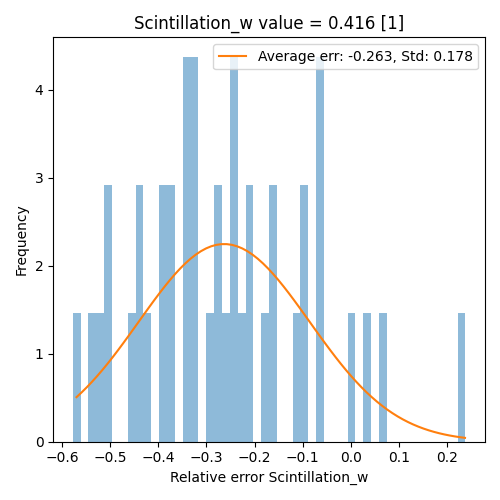 Scintillation_w value = 0.416 [1]
Average err: -0.263, Std: 0.178
Frequency
4
3
2
1
0
−0.6 −0.5 −0.4 −0.3 −0.2 −0.1 0.0 0.1 0.2
Relative error Scintillation_w